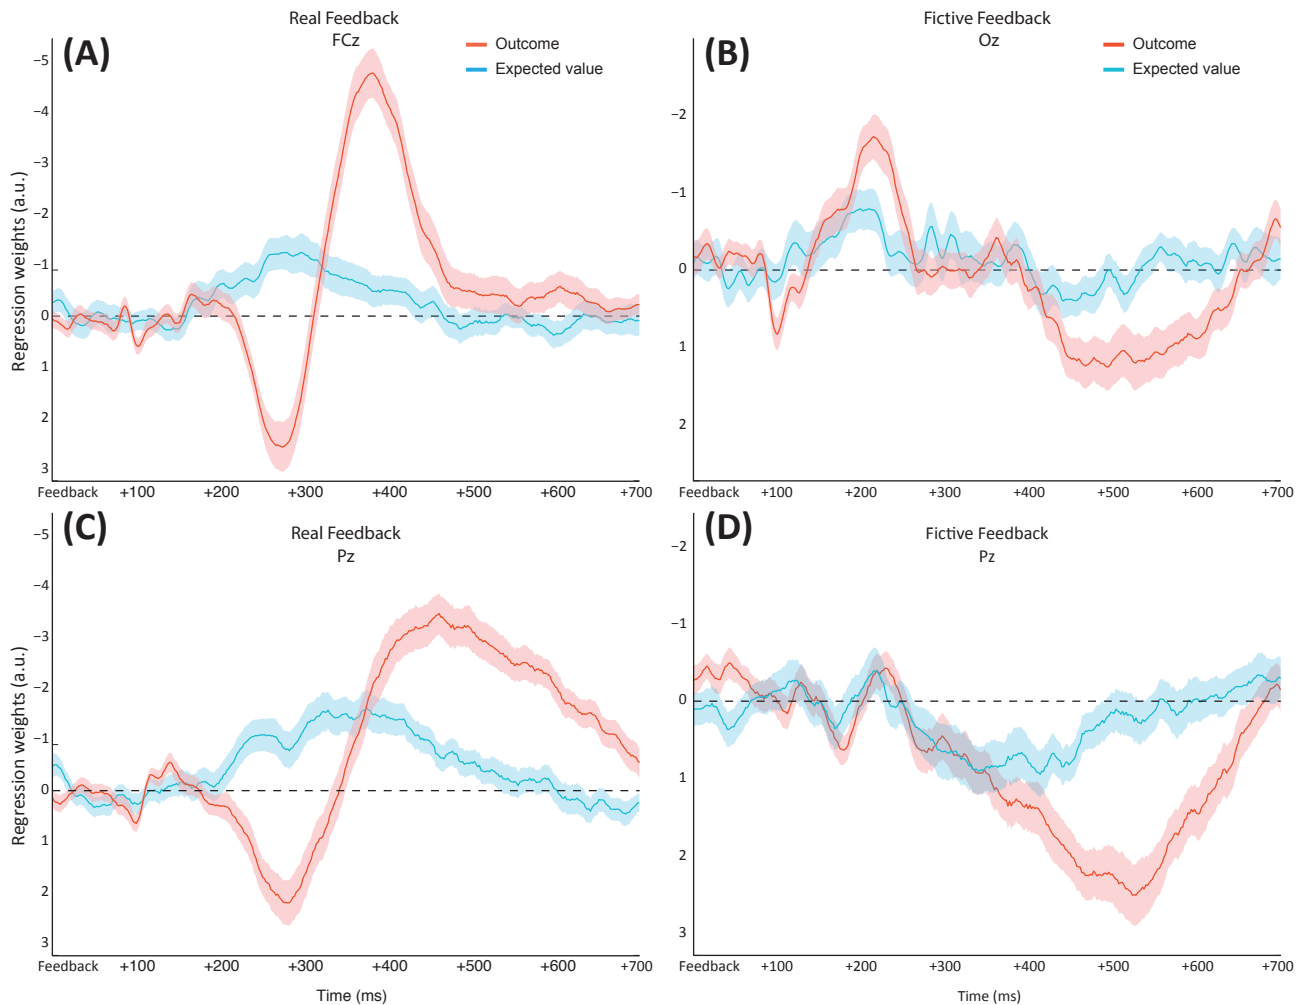 Real Feedback
FCz
(A)
Outcome
Expected value
Regression weights (a.u.)
−5
−4
−3
−2
−1
0
1
2
3
Feedback +100 +200 +300 +400 +500 +600 +700
Fictive Feedback
Oz
(B)
Outcome
Expected value
−2
−1
0
1
2
Feedback +100 +200 +300 +400 +500 +600 +700
Real Feedback
Pz
(C)
Regression weights (a.u.)
−5
−4
−3
−2
−1
0
1
2
3
Feedback +100 +200 +300 +400 +500 +600 +700
Time (ms)
Fictive Feedback
Pz
(D)
−2
−1
0
1
2
3
Feedback +100 +200 +300 +400 +500 +600 +700
Time (ms)